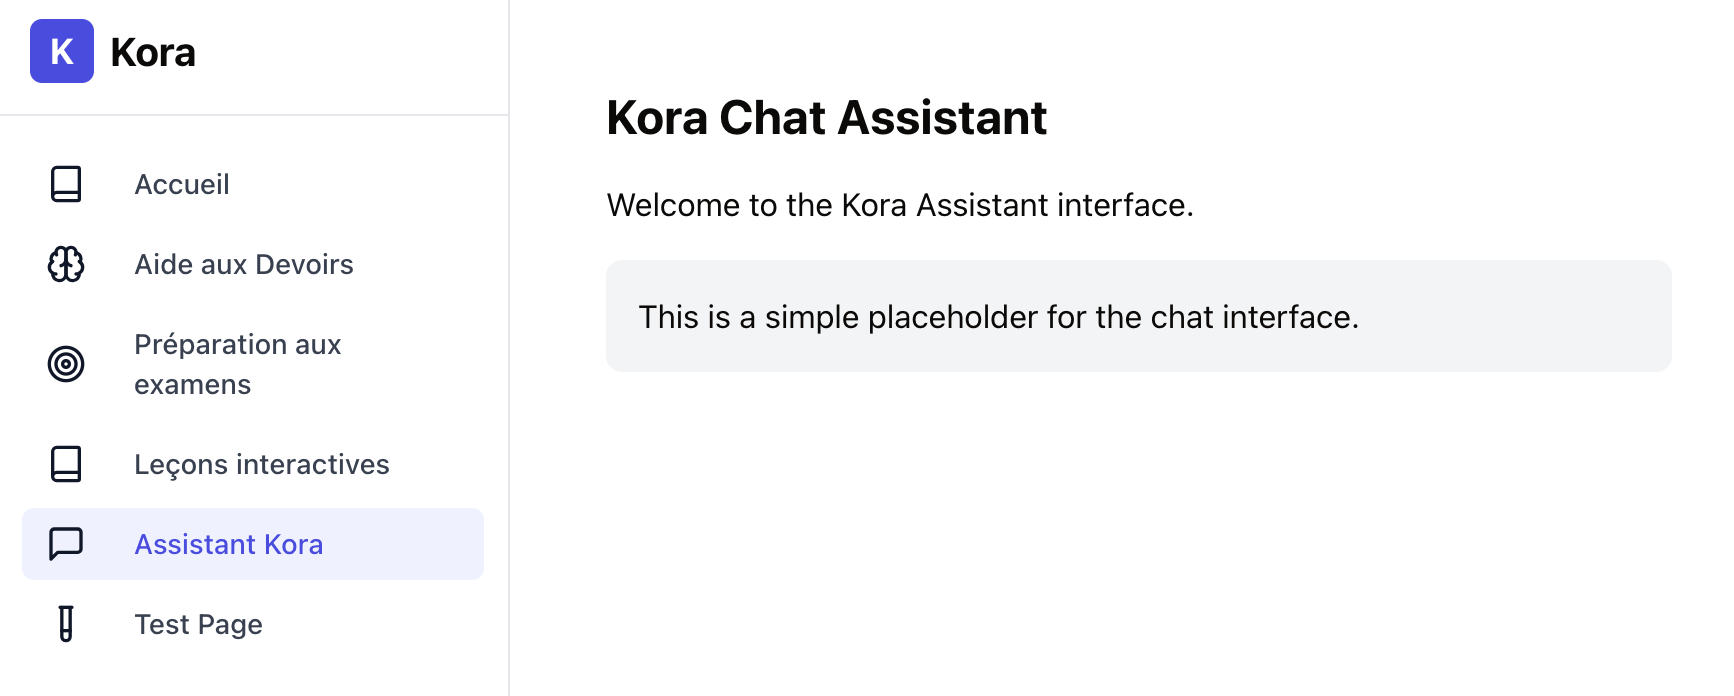 K
Kora
Accueil
Aide aux Devoirs
Préparation aux
examens
Leçons interactives
Assistant Kora
Test Page
Kora Chat Assistant
Welcome to the Kora Assistant interface.
This is a simple placeholder for the chat interface.